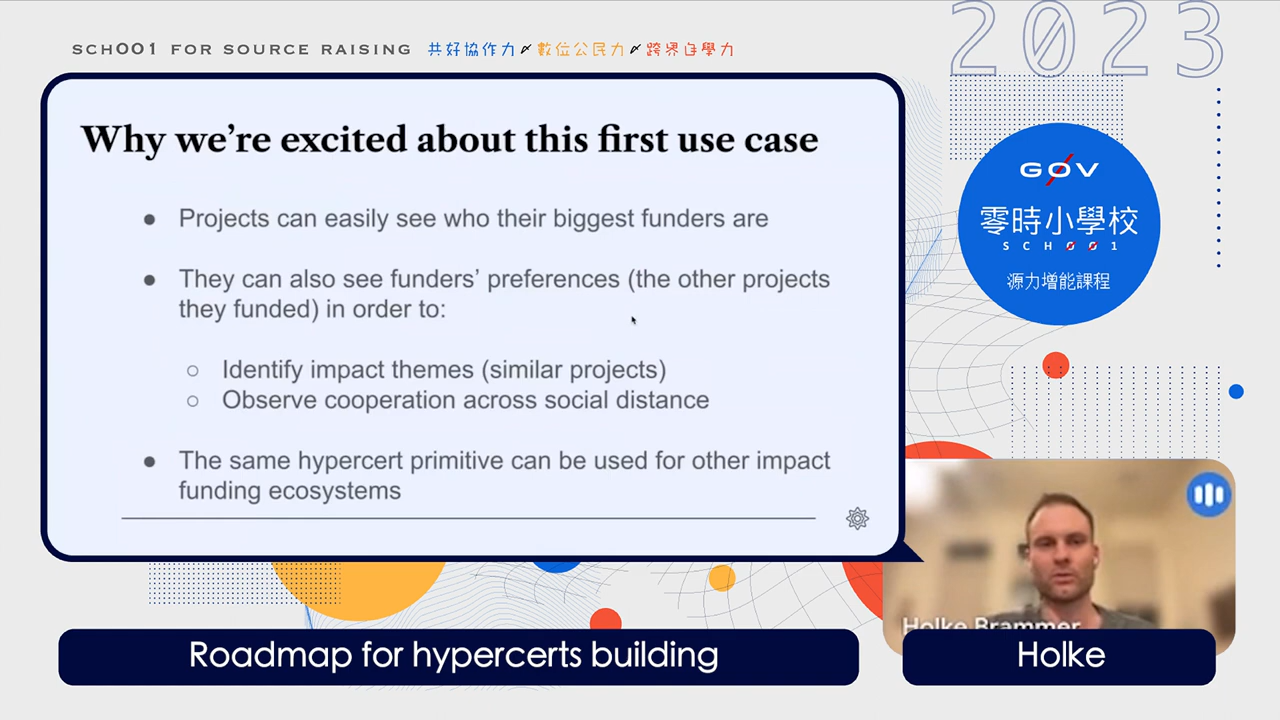 SCH001 FOR SOURCE RAISING 共好協作力 數位公民力 跨界自學力
2023
Why we're excited about this first use case
● Projects can easily see who their biggest funders are
● They can also see funders' preferences (the other projects
they funded) in order to:
○ Identify impact themes (similar projects)
○ Observe cooperation across social distance
● The same hypercert primitive can be used for other impact
funding ecosystems
G0V
零時小學校
SCH001
源力增能課程
Holke Brammer
Roadmap for hypercerts building
Holke